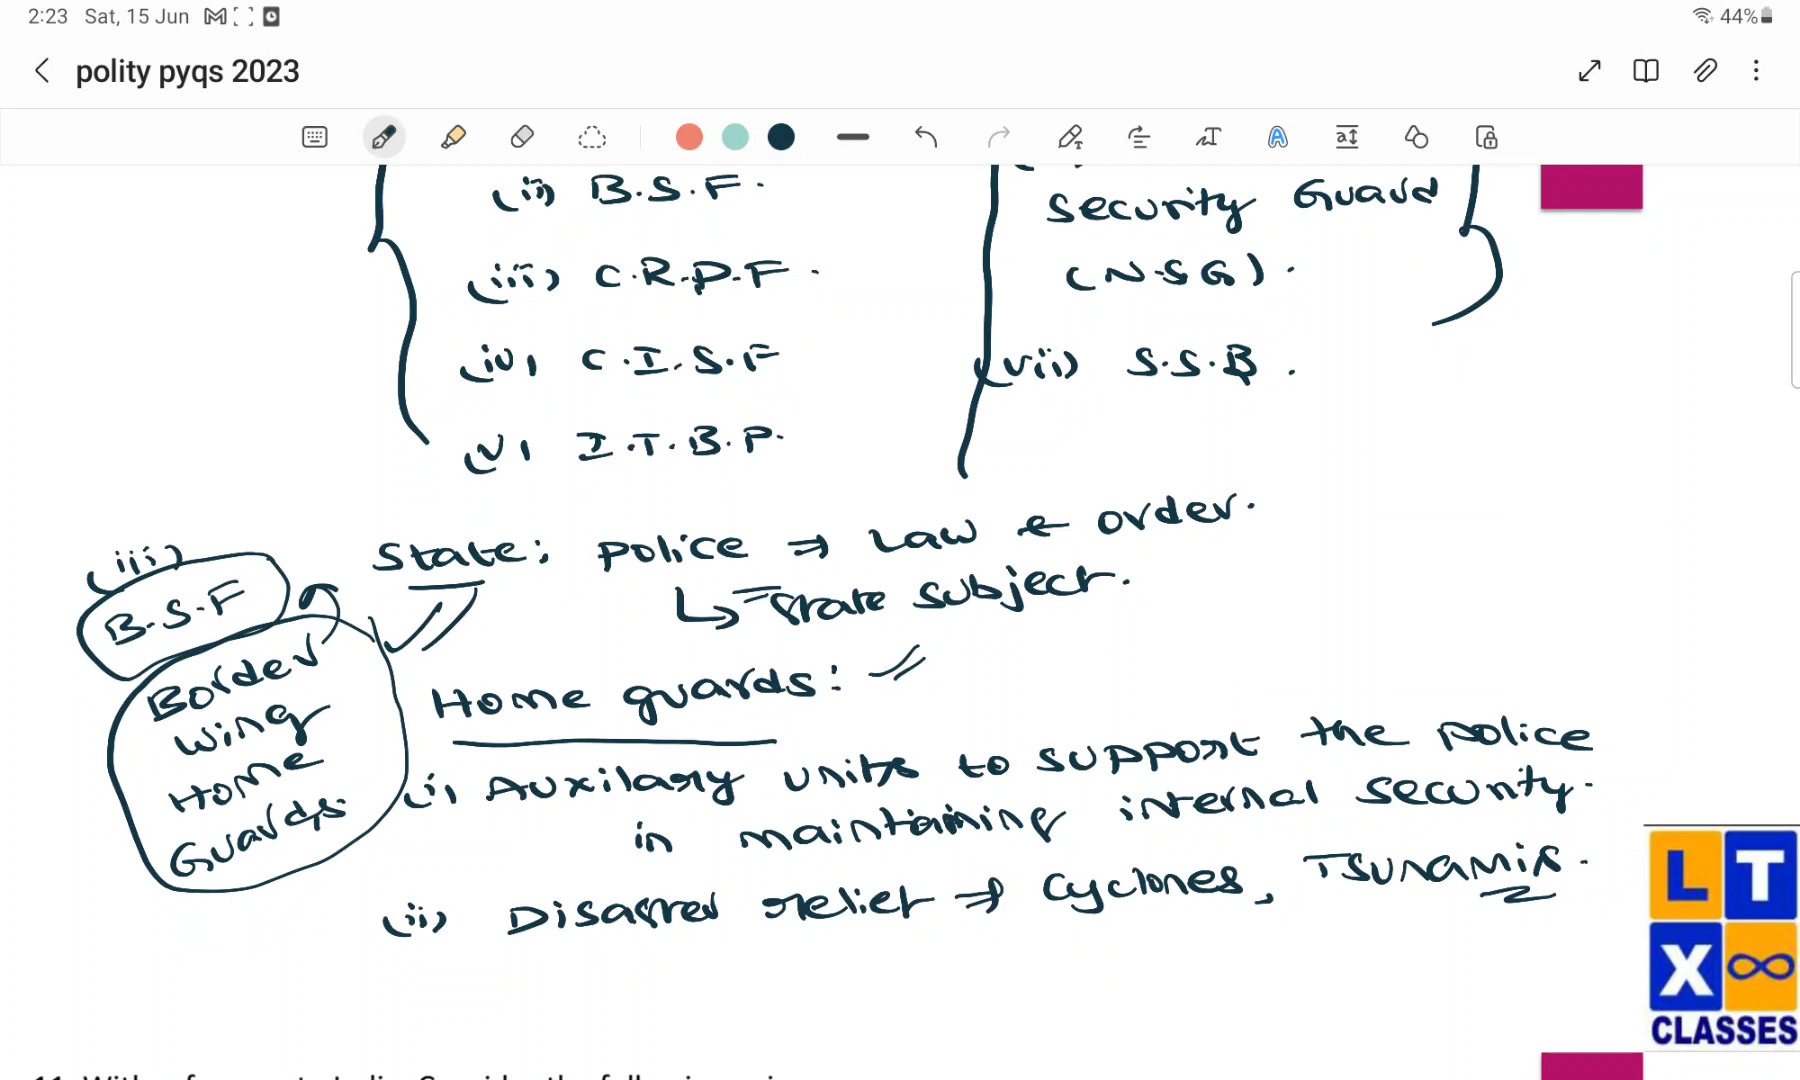 2:23 Sat, 15 Jun
44%
polity pyqs 2023
(ii) B.S.F.
(iii) C.R.P.F.
(iv) C.I.S.F
(v) I.T.B.P.
Security Guard
(N.S.G).
(vii) S.S.B.
State: Police ⇒ Law & order.
↳ State subject.
(iii)
B.S.F
Border
Wing
Home
Guards
Home guards:
(i) Auxilary units to support the police
in maintaining internal security.
(ii) Disaster relief ⇒ Cyclones, Tsunamis.
LT
X∞
CLASSES